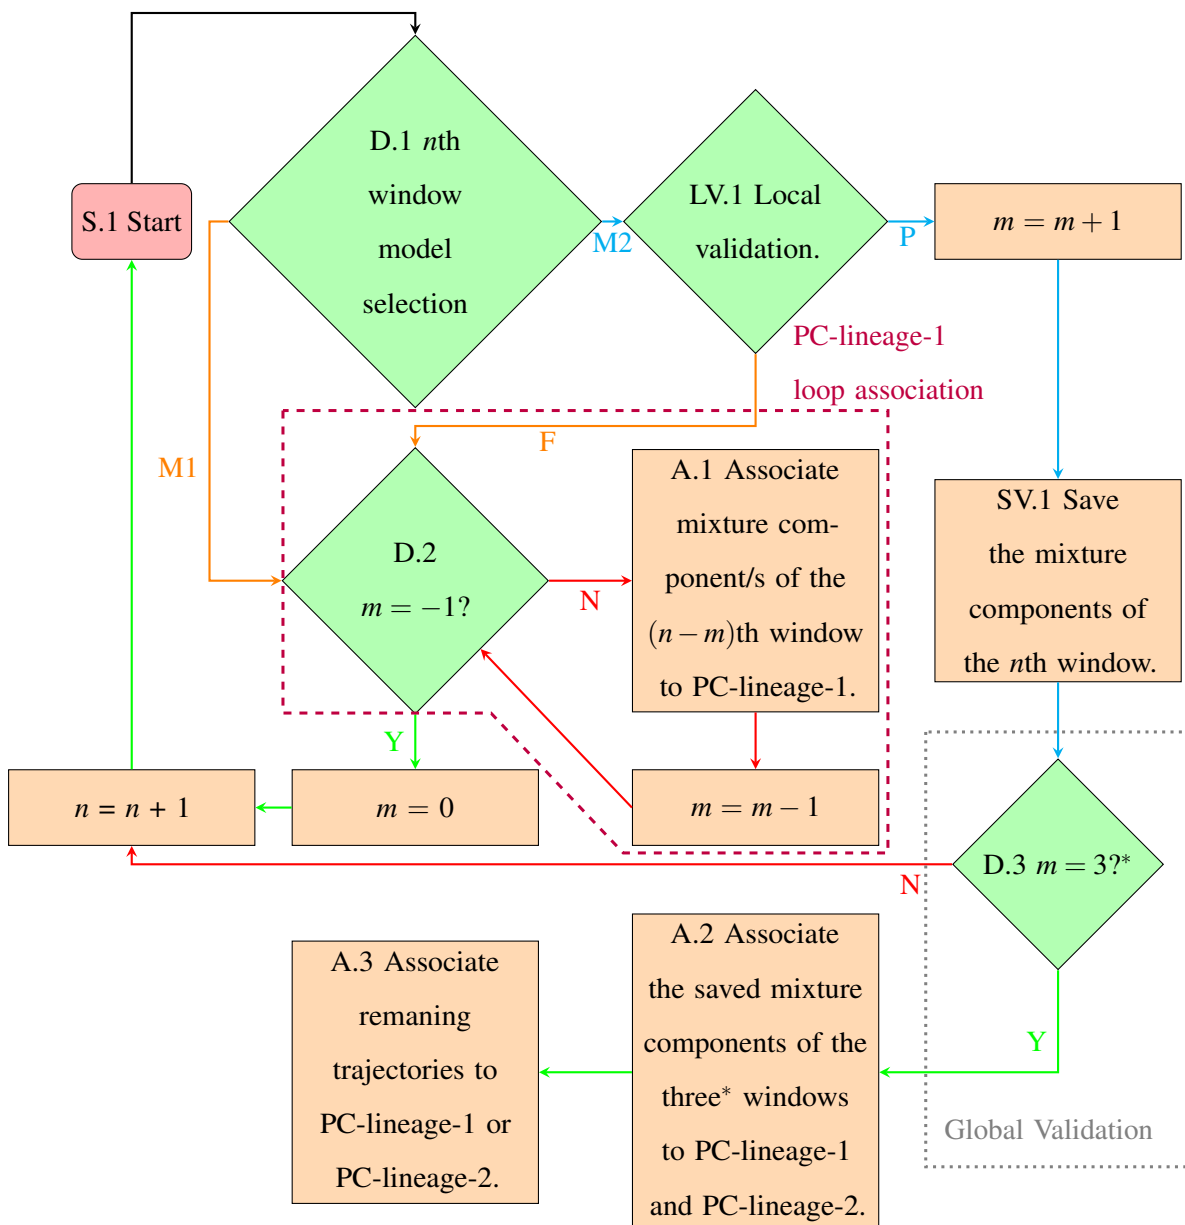 S.1 Start
D.1 nth
window
model
selection
M2
LV.1 Local
validation.
P
m = m + 1
PC-lineage-1
loop association
M1
F
D.2
m = −1?
N
A.1 Associate
mixture com-
ponent/s of the
(n − m)th window
to PC-lineage-1.
SV.1 Save
the mixture
components of
the nth window.
Y
n = n + 1
m = 0
m = m − 1
D.3 m = 3?*
N
Y
A.3 Associate
remaning
trajectories to
PC-lineage-1 or
PC-lineage-2.
A.2 Associate
the saved mixture
components of the
three* windows
to PC-lineage-1
and PC-lineage-2.
Global Validation